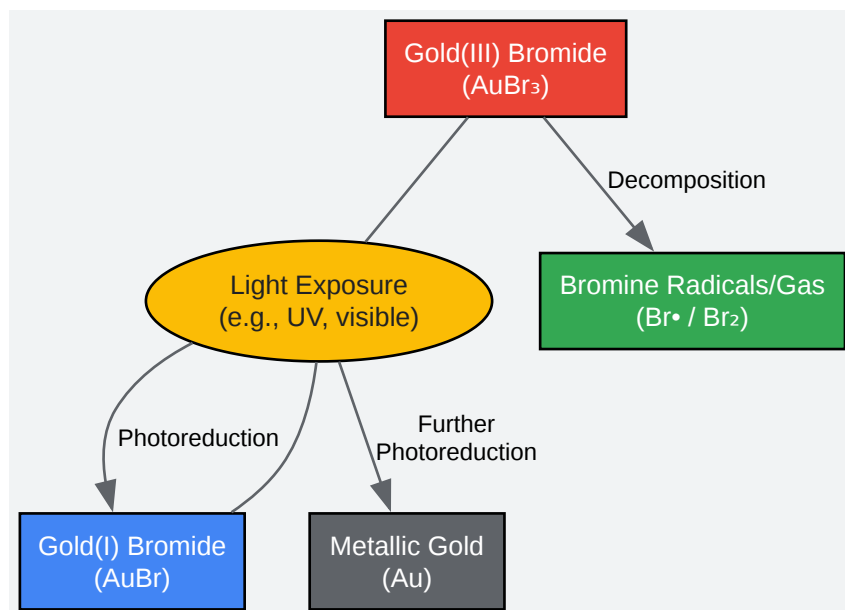 Gold(III) Bromide
(AuBr₃)
Decomposition
Light Exposure
(e.g., UV, visible)
Bromine Radicals/Gas
(Br• / Br₂)
Photoreduction
Further
Photoreduction
Gold(I) Bromide
(AuBr)
Metallic Gold
(Au)